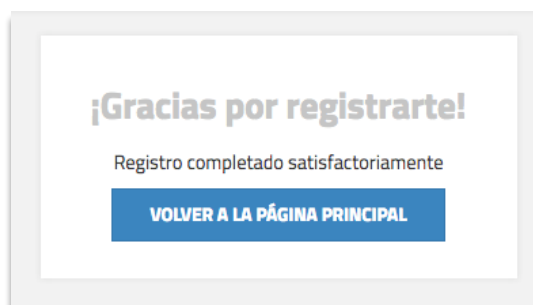 ¡Gracias por registrarte!
Registro completado satisfactoriamente
VOLVER A LA PÁGINA PRINCIPAL